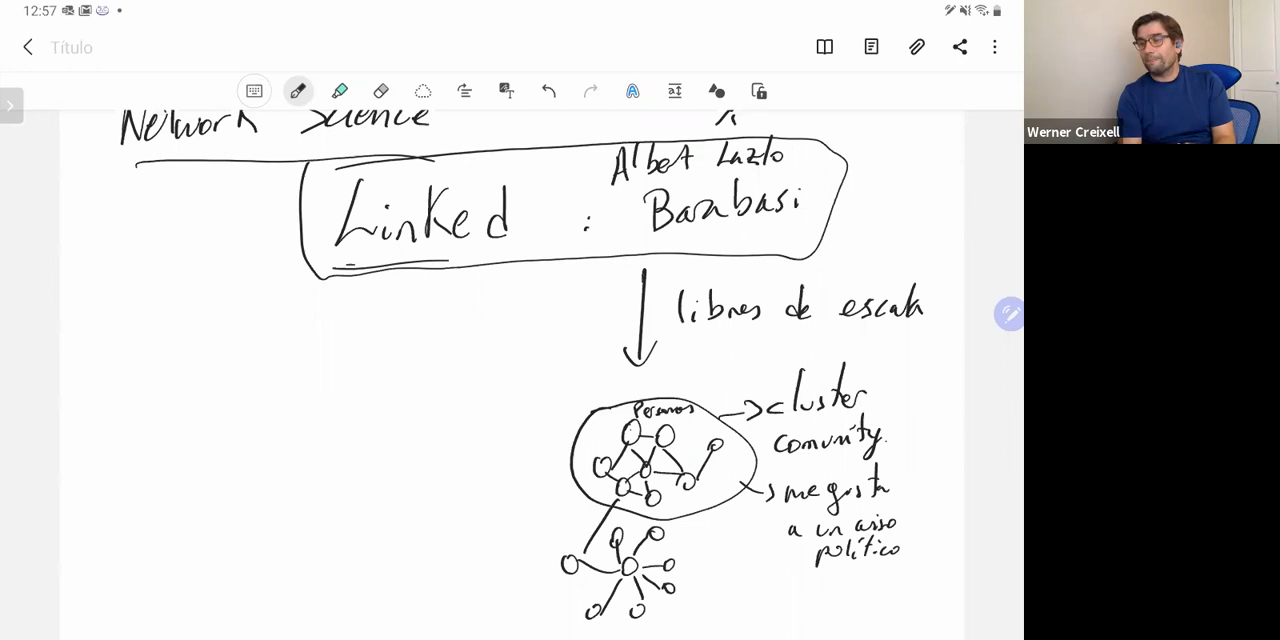 12:57
Título
Network Science
Albert Lazlo
Linked : Barabasi
libres de escala
Personas
cluster
comunity.
me gusta
a un aviso
político
Werner Creixell